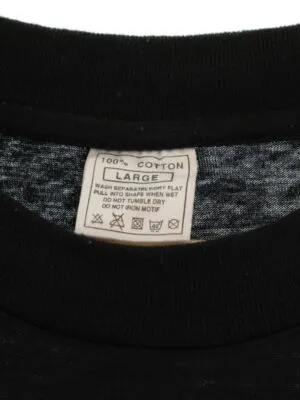 100% COTTON
LARGE
WASH SEPARATELY DRY FLAT
PULL INTO SHAPE WHEN WET
DO NOT TUMBLE DRY
DO NOT IRON MOTIF